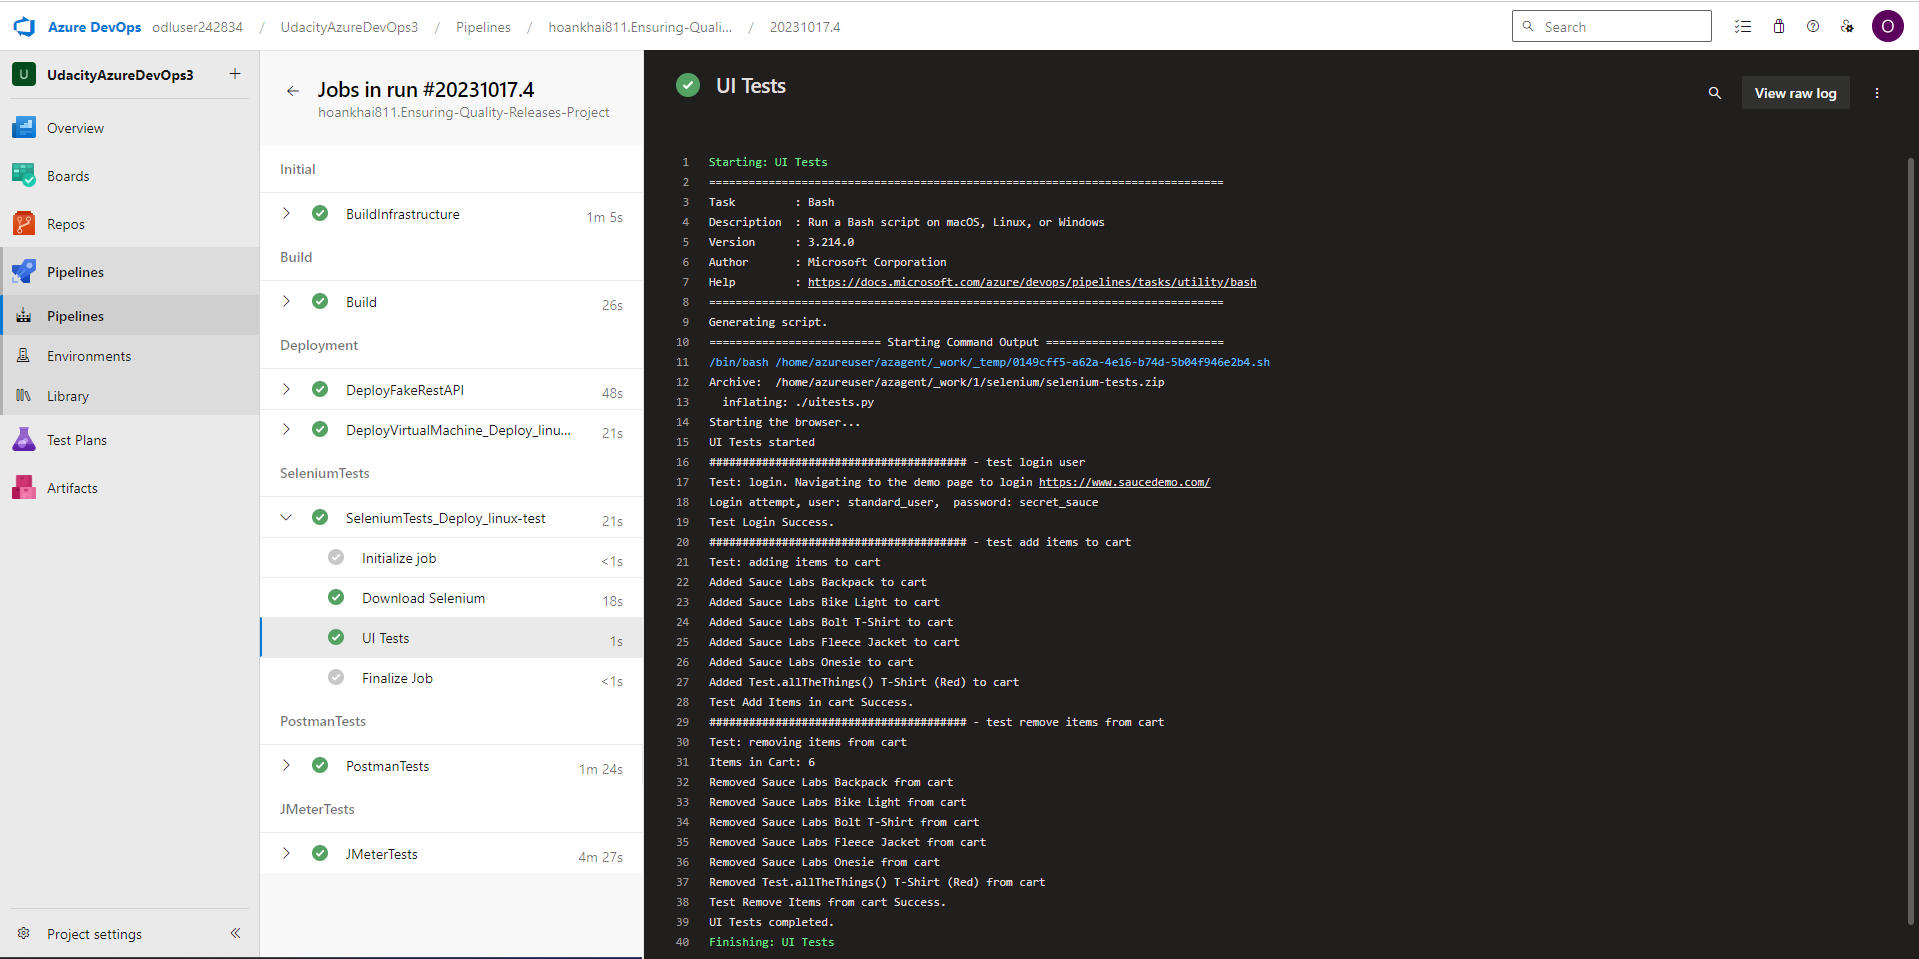 Azure DevOps odluser242834 / UdacityAzureDevOps3 / Pipelines / hoankhai811.Ensuring-Quali... / 20231017.4
Search
O
U UdacityAzureDevOps3 +
Overview
Boards
Repos
Pipelines
Pipelines
Environments
Library
Test Plans
Artifacts
Project settings
Jobs in run #20231017.4
hoankhai811.Ensuring-Quality-Releases-Project
Initial
BuildInfrastructure 1m 5s
Build
Build 26s
Deployment
DeployFakeRestAPI 48s
DeployVirtualMachine_Deploy_linu... 21s
SeleniumTests
SeleniumTests_Deploy_linux-test 21s
Initialize job <1s
Download Selenium 18s
UI Tests 1s
Finalize Job <1s
PostmanTests
PostmanTests 1m 24s
JMeterTests
JMeterTests 4m 27s
UI Tests
View raw log
1 Starting: UI Tests
2 ==============================================================================
3 Task         : Bash
4 Description  : Run a Bash script on macOS, Linux, or Windows
5 Version      : 3.214.0
6 Author       : Microsoft Corporation
7 Help         : https://docs.microsoft.com/azure/devops/pipelines/tasks/utility/bash
8 ==============================================================================
9 Generating script.
10 ========================== Starting Command Output ===========================
11 /bin/bash /home/azureuser/azagent/_work/_temp/0149cff5-a62a-4e16-b74d-5b04f946e2b4.sh
12 Archive:  /home/azureuser/azagent/_work/1/selenium/selenium-tests.zip
13   inflating: ./uitests.py
14 Starting the browser...
15 UI Tests started
16 ####################################### - test login user
17 Test: login. Navigating to the demo page to login https://www.saucedemo.com/
18 Login attempt, user: standard_user,  password: secret_sauce
19 Test Login Success.
20 ####################################### - test add items to cart
21 Test: adding items to cart
22 Added Sauce Labs Backpack to cart
23 Added Sauce Labs Bike Light to cart
24 Added Sauce Labs Bolt T-Shirt to cart
25 Added Sauce Labs Fleece Jacket to cart
26 Added Sauce Labs Onesie to cart
27 Added Test.allTheThings() T-Shirt (Red) to cart
28 Test Add Items in cart Success.
29 ####################################### - test remove items from cart
30 Test: removing items from cart
31 Items in Cart: 6
32 Removed Sauce Labs Backpack from cart
33 Removed Sauce Labs Bike Light from cart
34 Removed Sauce Labs Bolt T-Shirt from cart
35 Removed Sauce Labs Fleece Jacket from cart
36 Removed Sauce Labs Onesie from cart
37 Removed Test.allTheThings() T-Shirt (Red) from cart
38 Test Remove Items from cart Success.
39 UI Tests completed.
40 Finishing: UI Tests